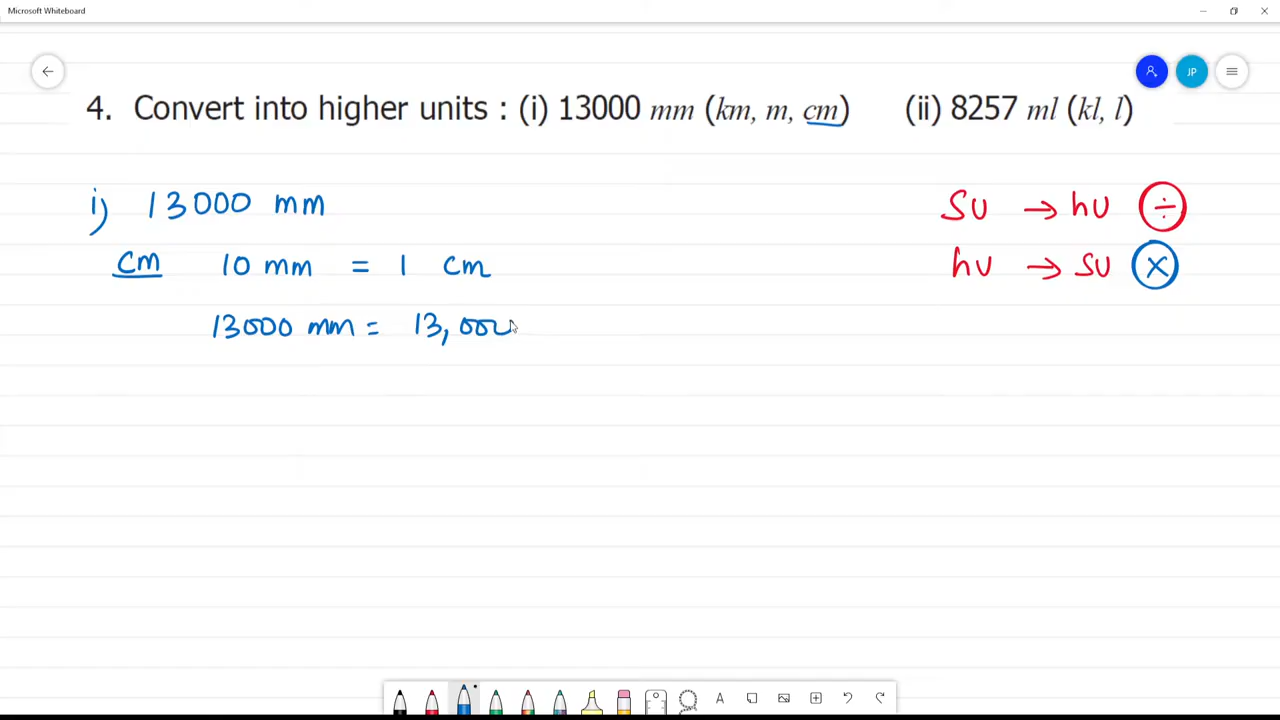 Microsoft Whiteboard
JP
4. Convert into higher units : (i) 13000 mm (km, m, cm) (ii) 8257 ml (kl, l)
i) 13000 mm
SU → hU ÷
cm 10 mm = 1 cm
hU → SU ×
13000 mm = 13,000
A